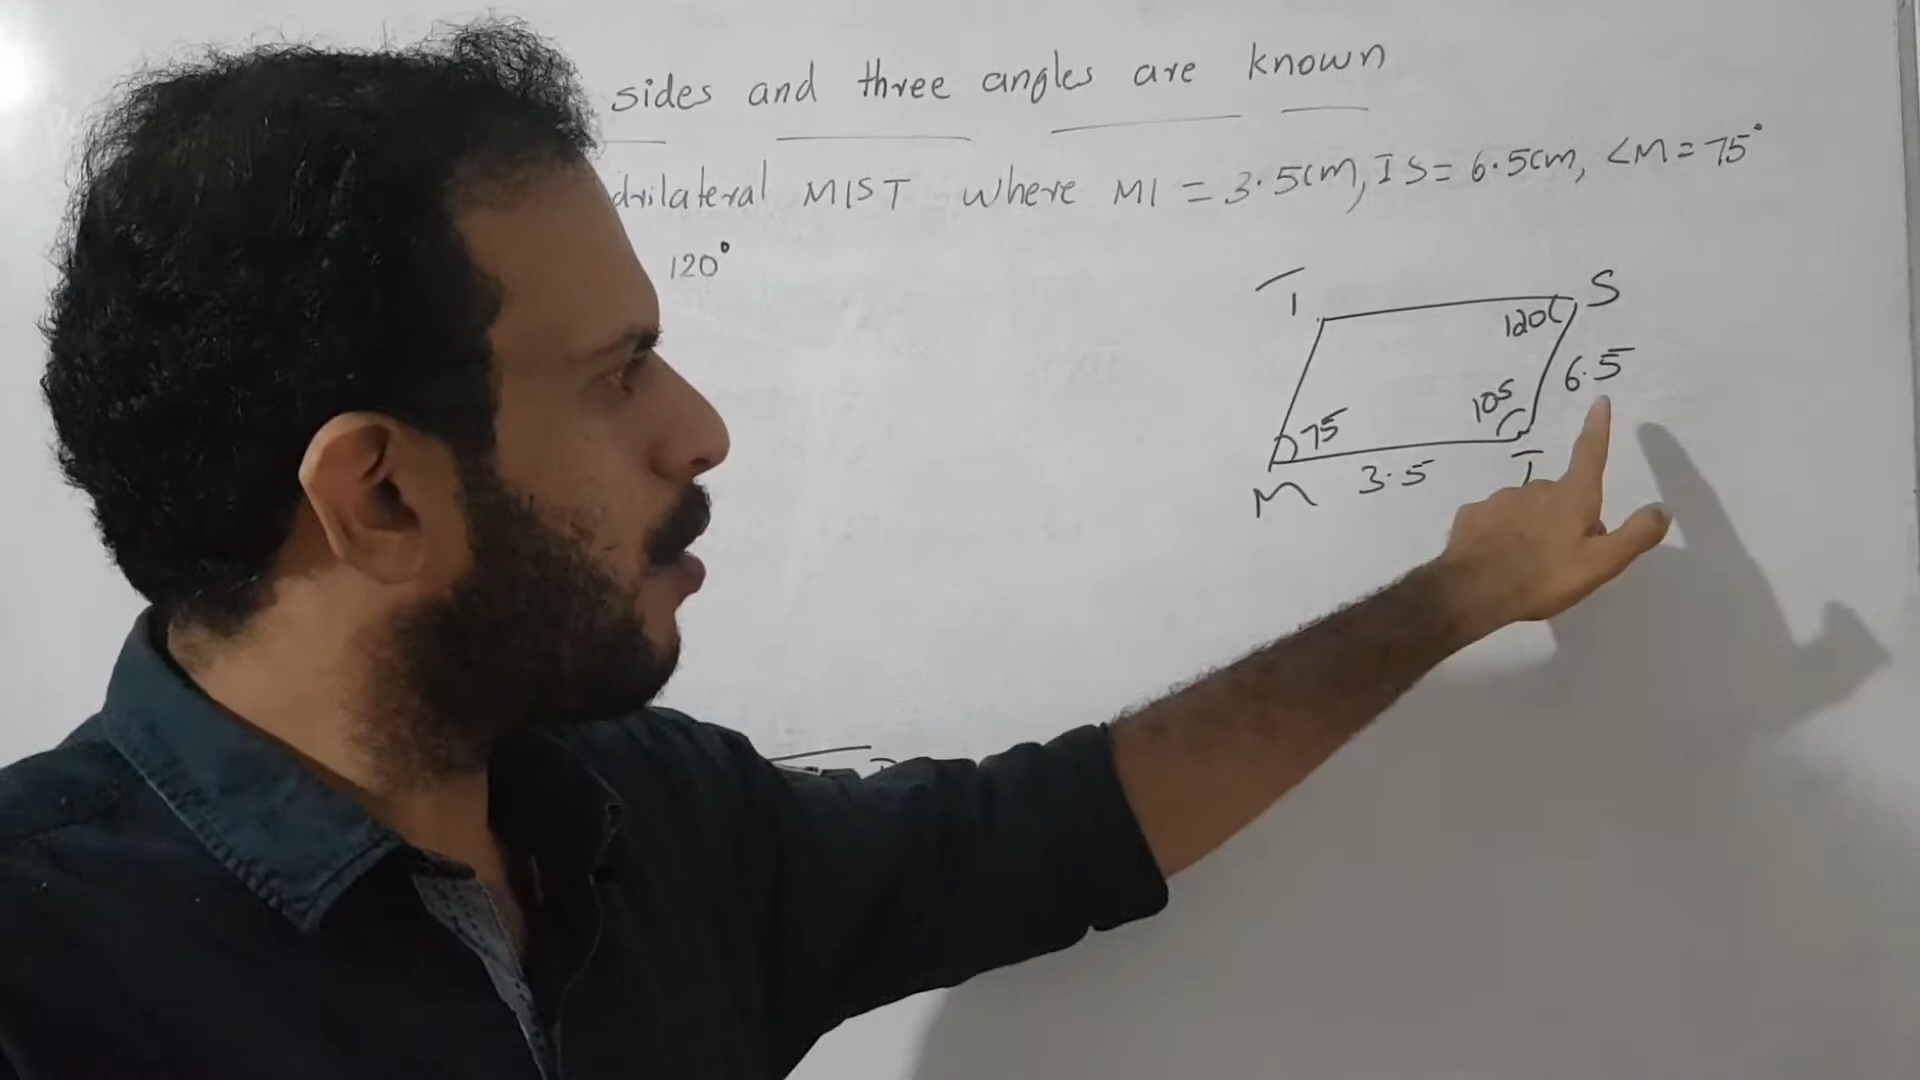 sides and three angles are known
drilateral MIST where MI = 3.5cm, IS = 6.5cm, <M = 75°
120°
T S
120
6.5
105
75
M 3.5 I